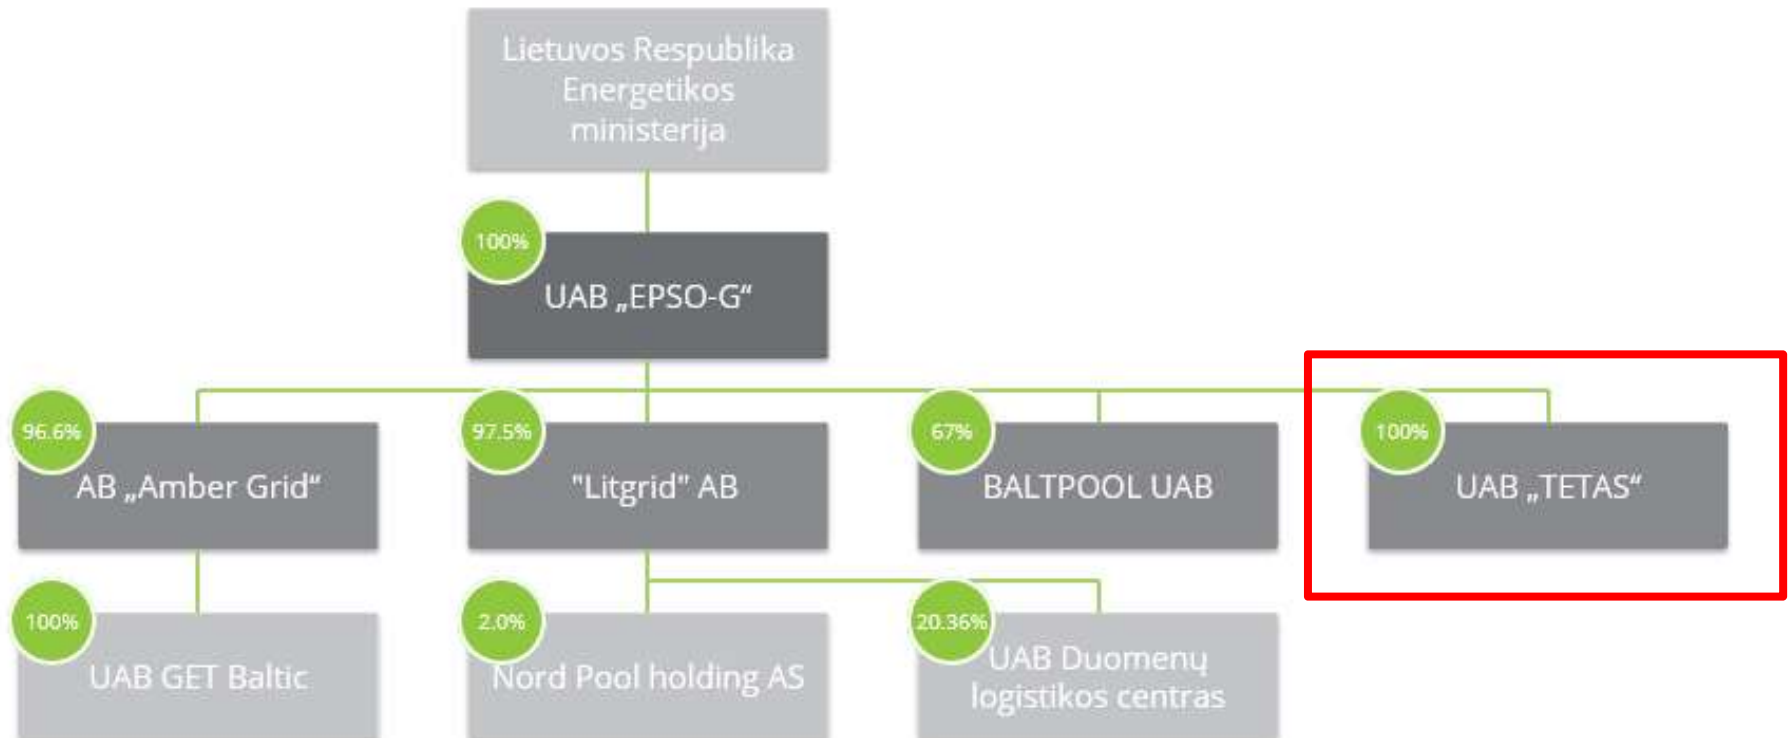 Lietuvos Respublika
Energetikos
ministerija
100%
UAB „EPSO-G“
96.6%
AB „Amber Grid“
97.5%
"Litgrid" AB
67%
BALTPOOL UAB
100%
UAB „TETAS“
100%
UAB GET Baltic
2.0%
Nord Pool holding AS
20.36%
UAB Duomenų
logistikos centras